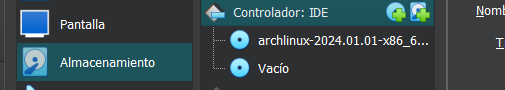 Pantalla
Almacenamiento
Controlador: IDE
archlinux-2024.01.01-x86_6...
Vacío
Nomb
T